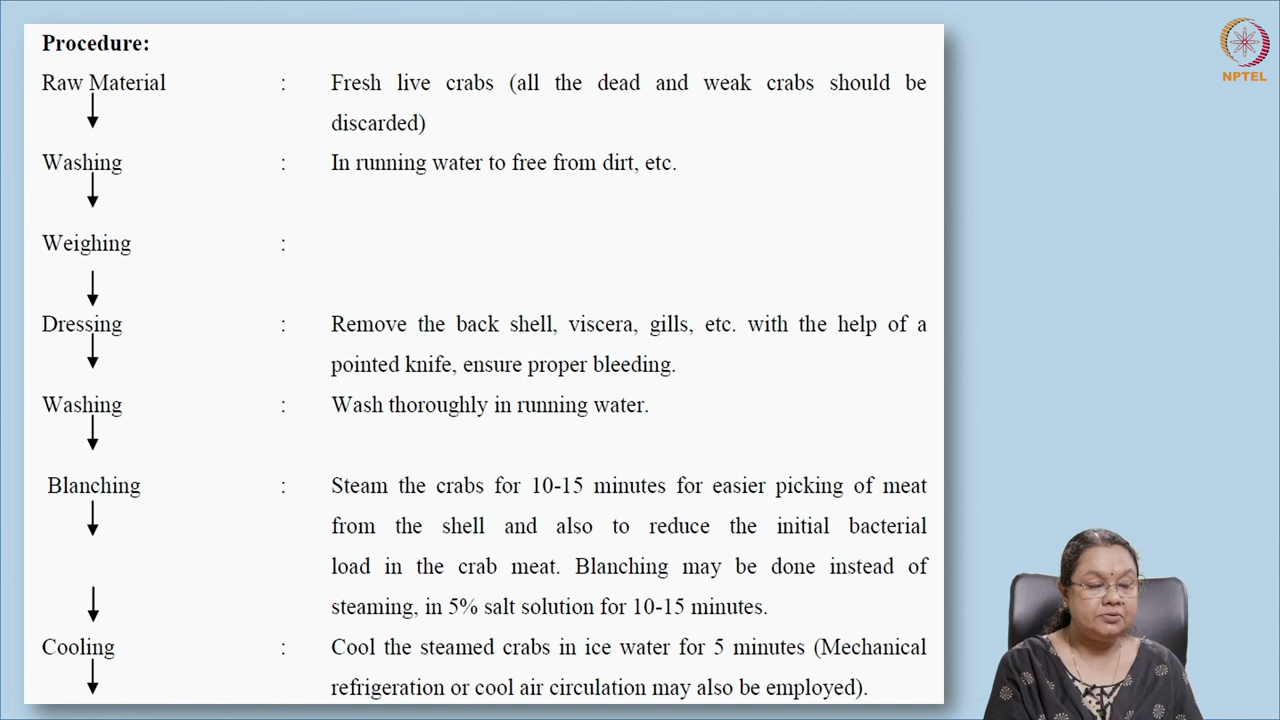 Procedure:
Raw Material : Fresh live crabs (all the dead and weak crabs should be
discarded)
Washing : In running water to free from dirt, etc.
Weighing :
Dressing : Remove the back shell, viscera, gills, etc. with the help of a
pointed knife, ensure proper bleeding.
Washing : Wash thoroughly in running water.
Blanching : Steam the crabs for 10-15 minutes for easier picking of meat
from the shell and also to reduce the initial bacterial
load in the crab meat. Blanching may be done instead of
steaming, in 5% salt solution for 10-15 minutes.
Cooling : Cool the steamed crabs in ice water for 5 minutes (Mechanical
refrigeration or cool air circulation may also be employed).
NPTEL